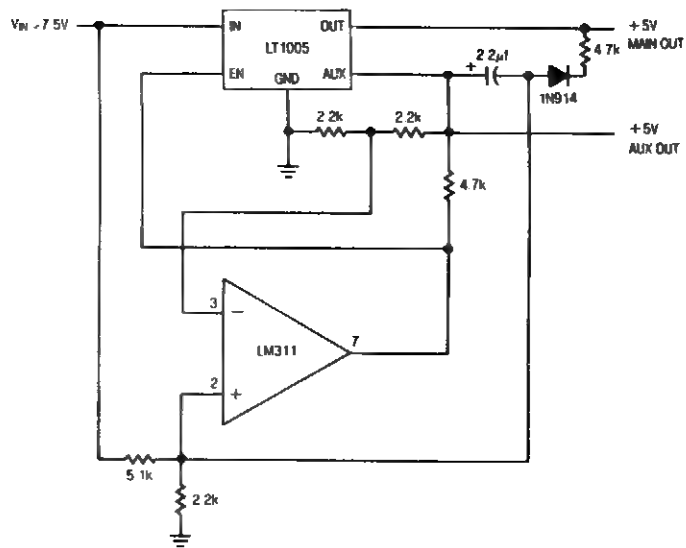 VIN - 7 5V
IN
OUT
LT1005
EN
AUX
GND
+5V
MAIN OUT
4.7k
+
2 2µf
1N914
2 2k
2 2k
+5V
AUX OUT
4.7k
3
−
LM311
7
2
+
5 1k
2 2k